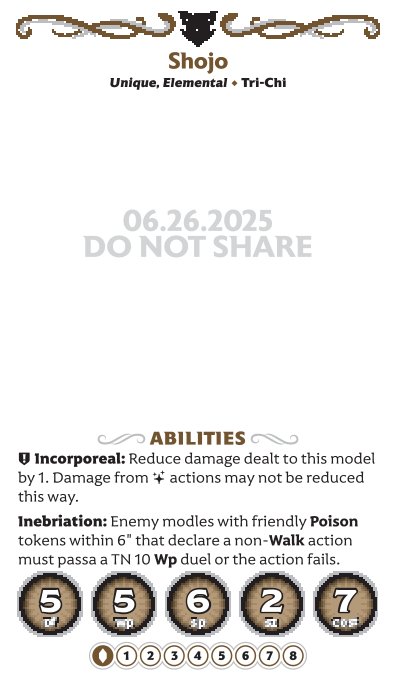 Shojo
Unique, Elemental ◆ Tri-Chi
06.26.2025
DO NOT SHARE
ABILITIES
Incorporeal: Reduce damage dealt to this model
by 1. Damage from actions may not be reduced
this way.
Inebriation: Enemy modles with friendly Poison
tokens within 6" that declare a non-Walk action
must passa a TN 10 Wp duel or the action fails.
5 5 6 2 7
Df Wp Sp Sz Cost
1 2 3 4 5 6 7 8